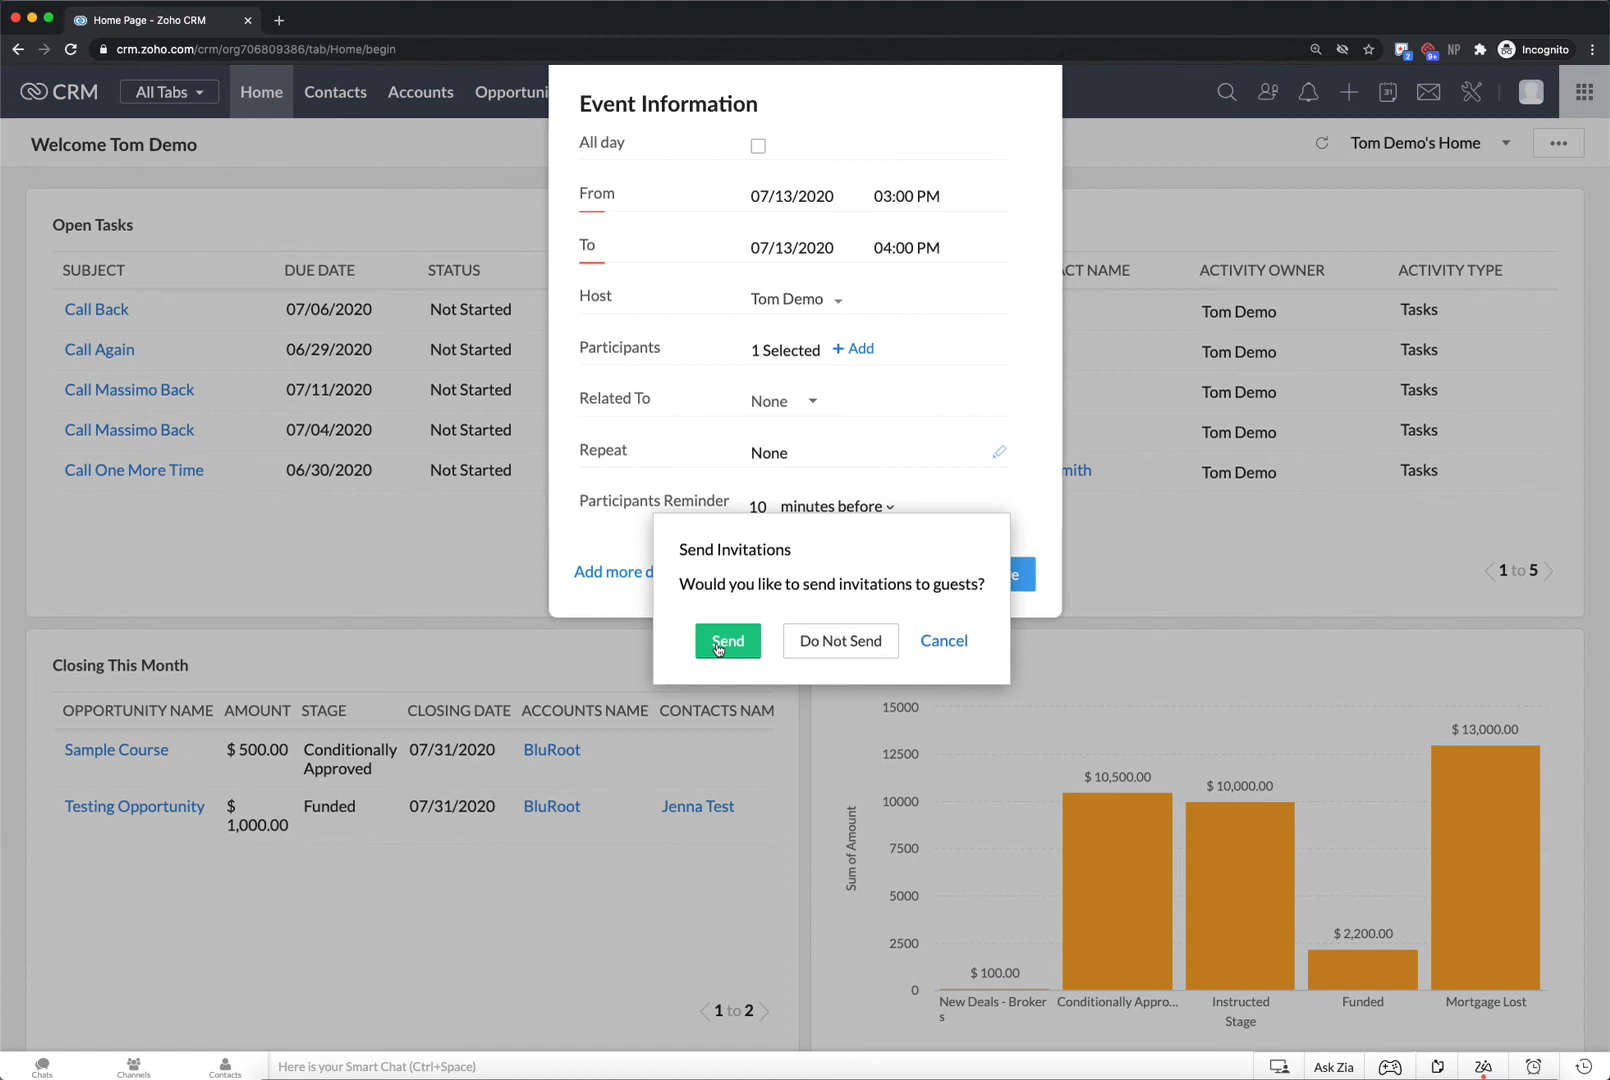 Home Page - Zoho CRM
crm.zoho.com/crm/org706809386/tab/Home/begin
2
9+
NP
Incognito
CRM
All Tabs
Home
Contacts
Accounts
Opportuni
31
Welcome Tom Demo
Tom Demo's Home
Event Information
All day
From
07/13/2020 03:00 PM
To
07/13/2020 04:00 PM
Host
Tom Demo
Participants
1 Selected + Add
Related To
None
Repeat
None
Participants Reminder
10 minutes before
Add more d
e
Send Invitations
Would you like to send invitations to guests?
Send
Do Not Send
Cancel
Open Tasks
SUBJECT DUE DATE STATUS CT NAME ACTIVITY OWNER ACTIVITY TYPE
Call Back 07/06/2020 Not Started Tom Demo Tasks
Call Again 06/29/2020 Not Started Tom Demo Tasks
Call Massimo Back 07/11/2020 Not Started Tom Demo Tasks
Call Massimo Back 07/04/2020 Not Started Tom Demo Tasks
Call One More Time 06/30/2020 Not Started mith Tom Demo Tasks
1 to 5
Closing This Month
OPPORTUNITY NAME AMOUNT STAGE CLOSING DATE ACCOUNTS NAME CONTACTS NAM
Sample Course $ 500.00 Conditionally 07/31/2020 BluRoot
Approved
Testing Opportunity $ Funded 07/31/2020 BluRoot Jenna Test
1,000.00
1 to 2
15000
12500
10000
7500
5000
2500
0
Sum of Amount
$ 100.00
$ 10,500.00
$ 10,000.00
$ 2,200.00
$ 13,000.00
New Deals - Broker
s
Conditionally Appro...
Instructed
Funded
Mortgage Lost
Stage
Chats
Channels
Contacts
Here is your Smart Chat (Ctrl+Space)
Ask Zia